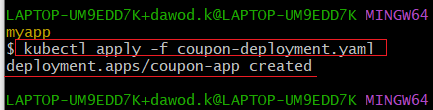 LAPTOP-UM9EDD7K+dawod.k@LAPTOP-UM9EDD7K MINGW64
myapp
$ kubectl apply -f coupon-deployment.yaml
deployment.apps/coupon-app created
LAPTOP-UM9EDD7K+dawod.k@LAPTOP-UM9EDD7K MINGW64